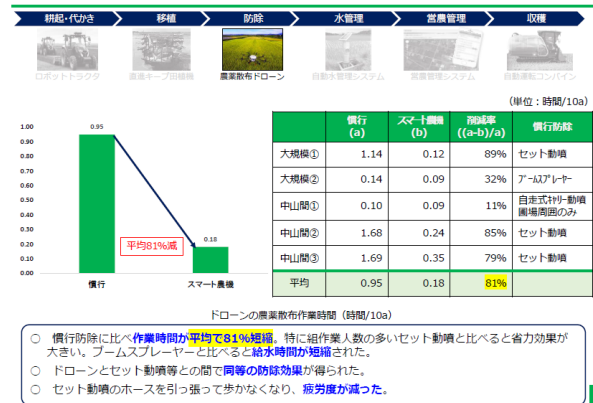 耕起・代かき 移植 防除 水管理 営農管理 収穫
ロボットトラクタ 直進キープ田植機 農薬散布ドローン 自動水管理システム 営農管理システム 自動運転コンバイン
(単位:時間/10a)
慣行(a) スマート農機(b) 削減率((a-b)/a) 慣行防除
大規模① 1.14 0.12 89% セット動噴
大規模② 0.14 0.09 32% ブームスプレーヤー
中山間① 0.10 0.09 11% 自走式キャリー動噴 圃場周囲のみ
中山間② 1.68 0.24 85% セット動噴
中山間③ 1.69 0.35 79% セット動噴
平均 0.95 0.18 81%
1.00
0.90
0.80
0.70
0.60
0.50
0.40
0.30
0.20
0.10
0.00
0.95
0.18
平均81%減
慣行 スマート農機
ドローンの農薬散布作業時間(時間/10a)
○ 慣行防除に比べ作業時間が平均で81%短縮。特に組作業人数の多いセット動噴と比べると省力効果が
大きい。ブームスプレーヤーと比べると給水時間が短縮された。
○ ドローンとセット動噴等との間で同等の防除効果が得られた。
○ セット動噴のホースを引っ張って歩かなくなり、疲労度が減った。